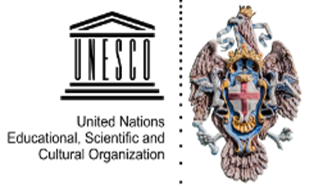 UNESCO
United Nations
Educational, Scientific and
Cultural Organization